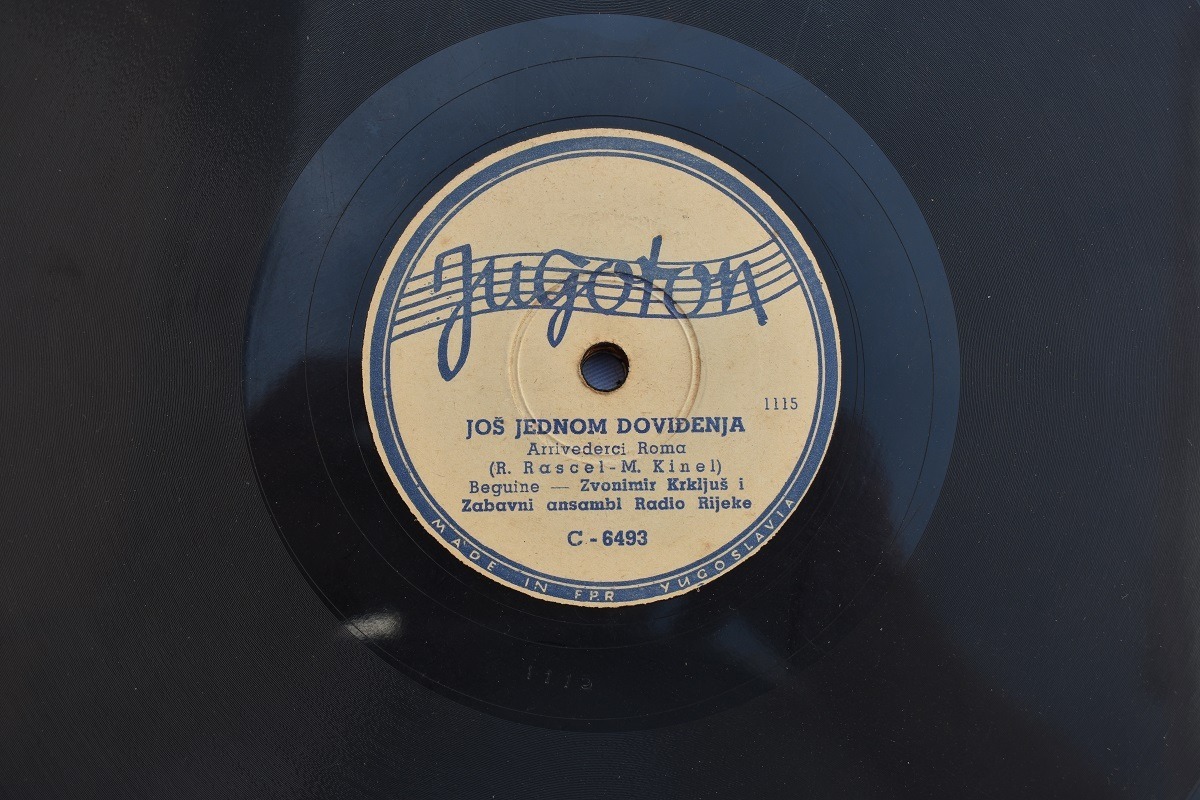 Jugoton
1115
JOŠ JEDNOM DOVIĐENJA
Arrivederci Roma
(R. Rascel-M. Kinel)
Beguine — Zvonimir Krkljuš i
Zabavni ansambl Radio Rijeke
C - 6493
MADE IN FPR YUGOSLAVIA
1115